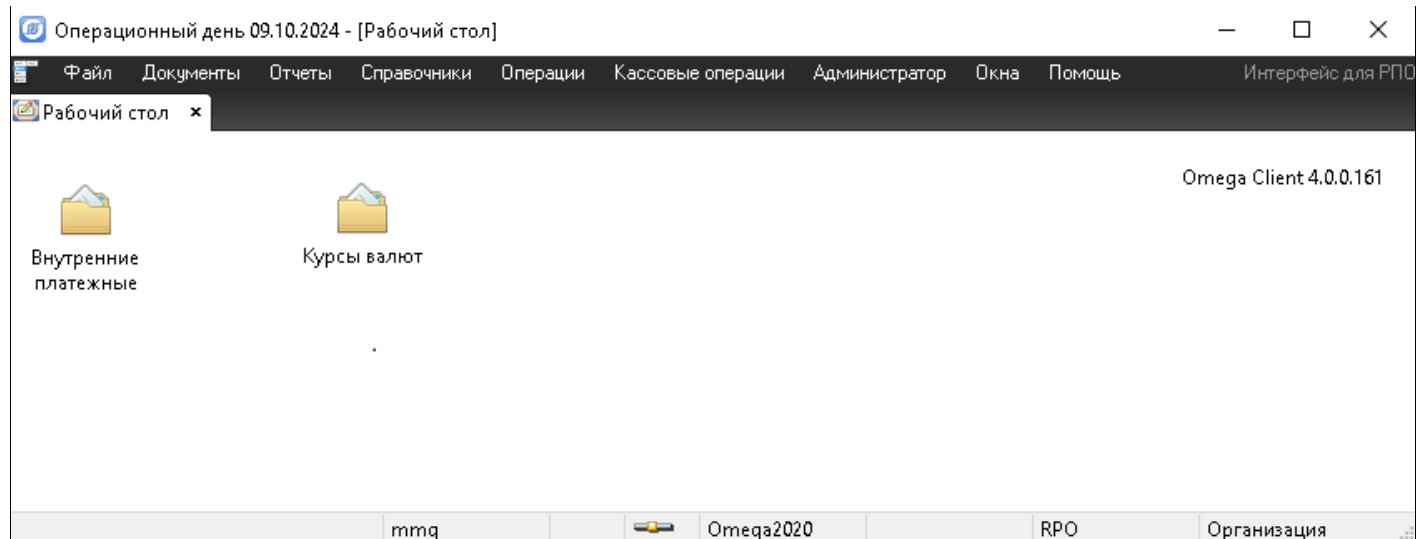 Операционный день 09.10.2024 - [Рабочий стол]
Файл Документы Отчеты Справочники Операции Кассовые операции Администратор Окна Помощь Интерфейс для РПО
Рабочий стол
Omega Client 4.0.0.161
Внутренние
платежные
Курсы валют
mmg Omega2020 RPO Организация